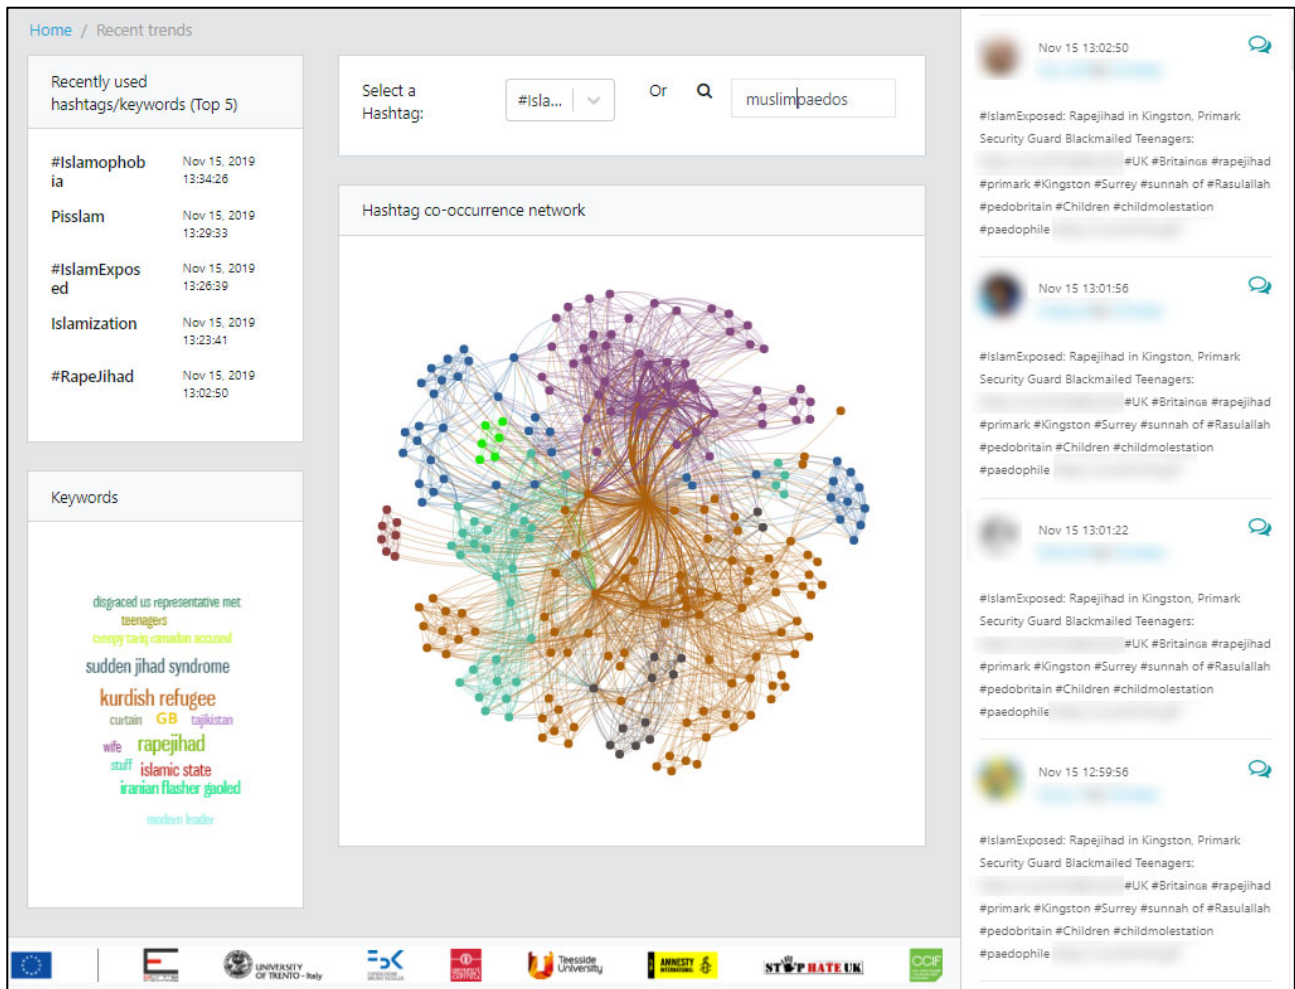 Home / Recent trends
Recently used
hashtags/keywords (Top 5)
#Islamophob
ia
Nov 15, 2019
13:34:26
Pisslam
Nov 15, 2019
13:29:33
#IslamExpos
ed
Nov 15, 2019
13:26:39
Islamization
Nov 15, 2019
13:23:41
#RapeJihad
Nov 15, 2019
13:02:50
Keywords
disgraced us representative met
teenagers
creepy tariq ramadan accused
sudden jihad syndrome
kurdish refugee
curtain GB tajikistan
wife rapejihad
stuff islamic state
iranian flasher gaoled
modern leader
Select a
Hashtag:
#Isla...
Or
muslimpaedos
Hashtag co-occurrence network
Nov 15 13:02:50
#IslamExposed: Rapejihad in Kingston, Primark
Security Guard Blackmailed Teenagers:
#UK #Britain🇬🇧 #rapejihad
#primark #Kingston #Surrey #sunnah of #Rasulallah
#pedobritain #Children #childmolestation
#paedophile
Nov 15 13:01:56
#IslamExposed: Rapejihad in Kingston, Primark
Security Guard Blackmailed Teenagers:
#UK #Britain🇬🇧 #rapejihad
#primark #Kingston #Surrey #sunnah of #Rasulallah
#pedobritain #Children #childmolestation
#paedophile
Nov 15 13:01:22
#IslamExposed: Rapejihad in Kingston, Primark
Security Guard Blackmailed Teenagers:
#UK #Britain🇬🇧 #rapejihad
#primark #Kingston #Surrey #sunnah of #Rasulallah
#pedobritain #Children #childmolestation
#paedophile
Nov 15 12:59:56
#IslamExposed: Rapejihad in Kingston, Primark
Security Guard Blackmailed Teenagers:
#UK #Britain🇬🇧 #rapejihad
#primark #Kingston #Surrey #sunnah of #Rasulallah
#pedobritain #Children #childmolestation
#paedophile
UNIVERSITY
OF TRENTO - Italy
FONDAZIONE
BRUNO KESSLER
Teesside
University
AMNESTY
INTERNATIONAL
STOP HATE UK
CCIF